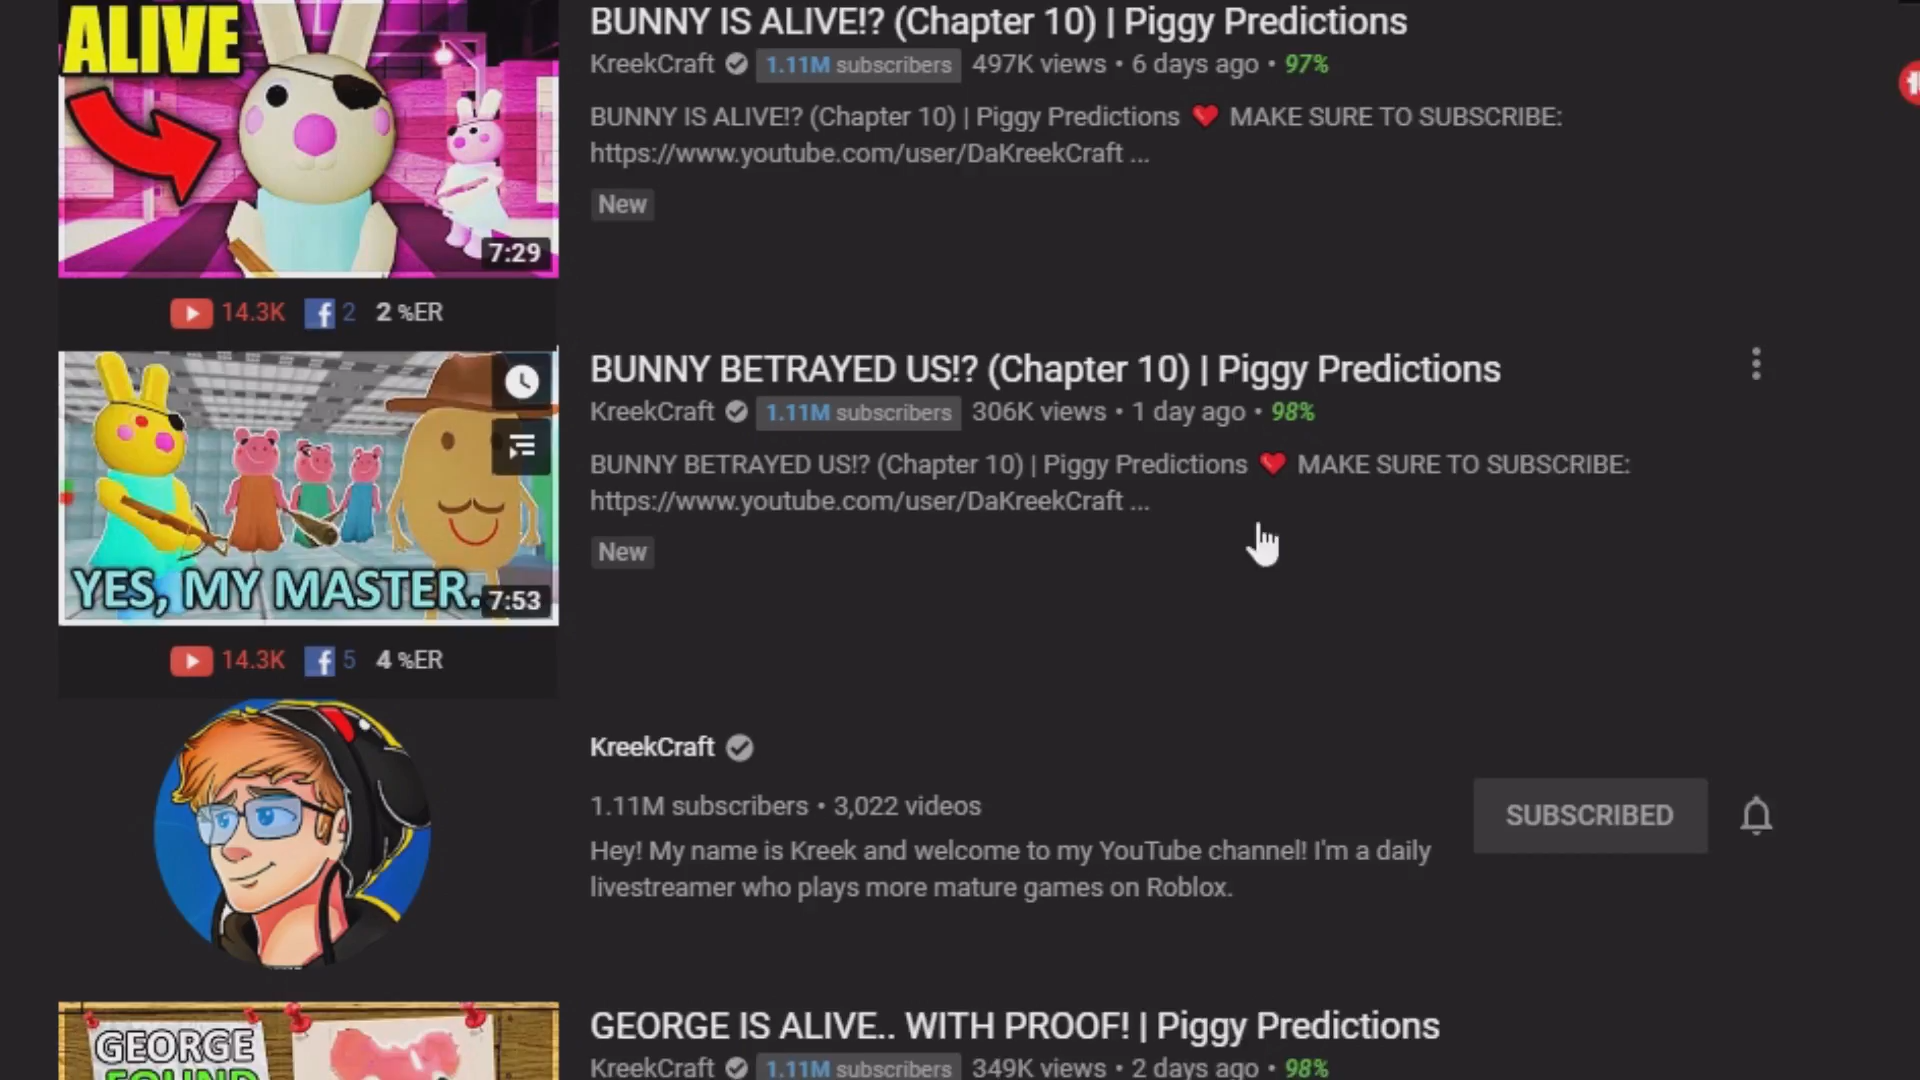 ALIVE
7:29
BUNNY IS ALIVE!? (Chapter 10) | Piggy Predictions
KreekCraft 1.11M subscribers 497K views • 6 days ago • 97%
BUNNY IS ALIVE!? (Chapter 10) | Piggy Predictions ❤️ MAKE SURE TO SUBSCRIBE:
https://www.youtube.com/user/DaKreekCraft ...
New
14.3K 2 2 %ER
YES, MY MASTER.
7:53
BUNNY BETRAYED US!? (Chapter 10) | Piggy Predictions
KreekCraft 1.11M subscribers 306K views • 1 day ago • 98%
BUNNY BETRAYED US!? (Chapter 10) | Piggy Predictions ❤️ MAKE SURE TO SUBSCRIBE:
https://www.youtube.com/user/DaKreekCraft ...
New
14.3K 5 4 %ER
KreekCraft
1.11M subscribers • 3,022 videos
Hey! My name is Kreek and welcome to my YouTube channel! I'm a daily
livestreamer who plays more mature games on Roblox.
SUBSCRIBED
GEORGE
FOUND
GEORGE IS ALIVE.. WITH PROOF! | Piggy Predictions
KreekCraft 1.11M subscribers 349K views • 2 days ago • 98%